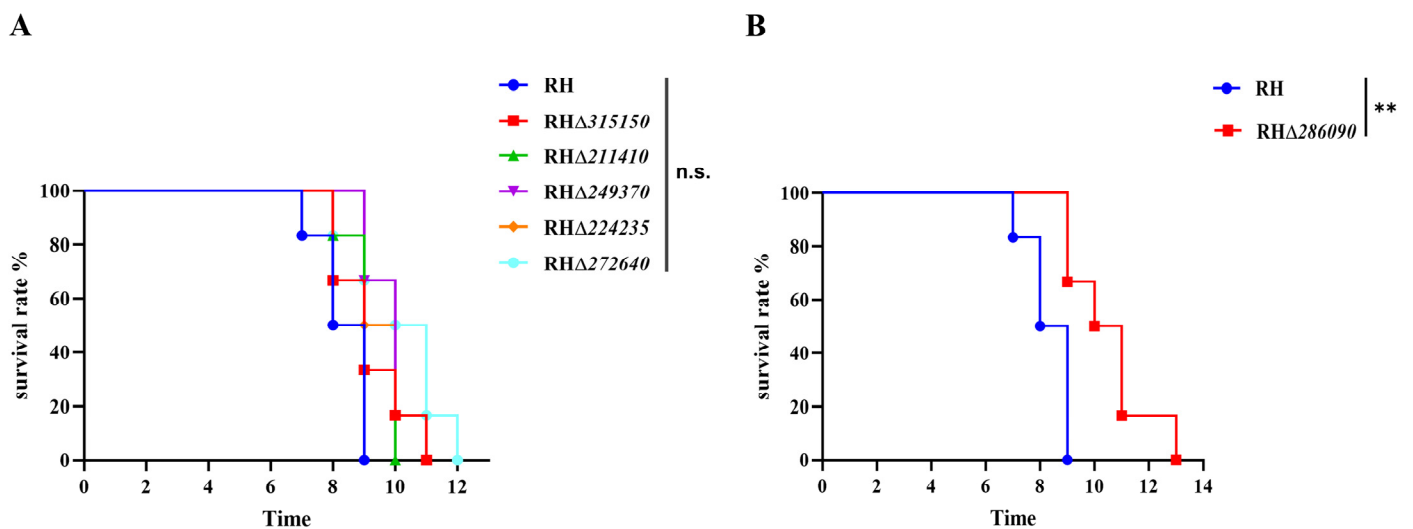 A
RH
RHΔ315150
RHΔ211410
RHΔ249370
RHΔ224235
RHΔ272640
n.s.
survival rate %
100
80
60
40
20
0
0 2 4 6 8 10 12
Time
B
RH
RHΔ286090
**
survival rate %
100
80
60
40
20
0
0 2 4 6 8 10 12 14
Time